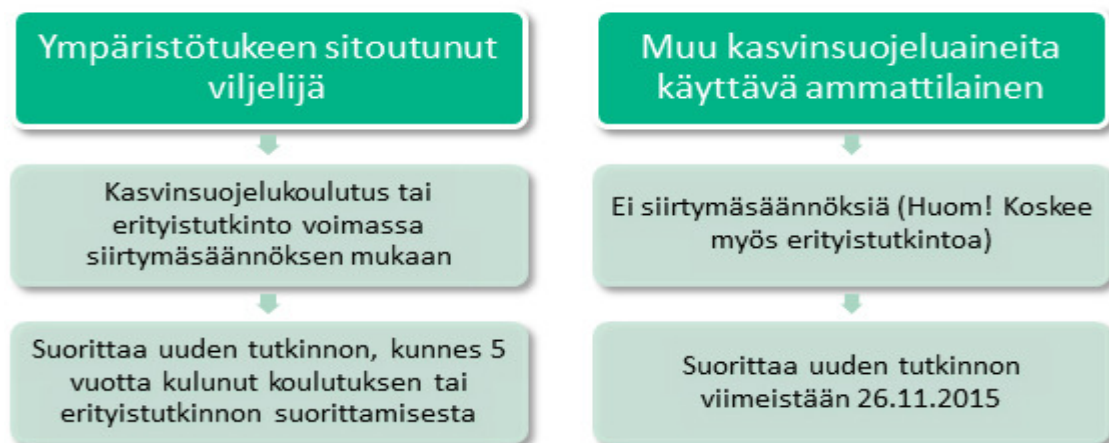 Ympäristötukeen sitoutunut
viljelijä
Kasvinsuojelukoulutus tai
erityistutkinto voimassa
siirtymäsäännöksen mukaan
Suorittaa uuden tutkinnon, kunnes 5
vuotta kulunut koulutuksen tai
erityistutkinnon suorittamisesta
Muu kasvinsuojeluaineita
käyttävä ammattilainen
Ei siirtymäsäännöksiä (Huom! Koskee
myös erityistutkintoa)
Suorittaa uuden tutkinnon
viimeistään 26.11.2015